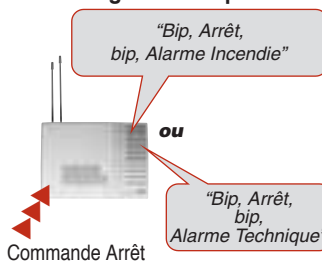 “Bip, Arrêt,
bip, Alarme Incendie”
ou
“Bip, Arrêt,
bip,
Alarme Technique”
Commande Arrêt